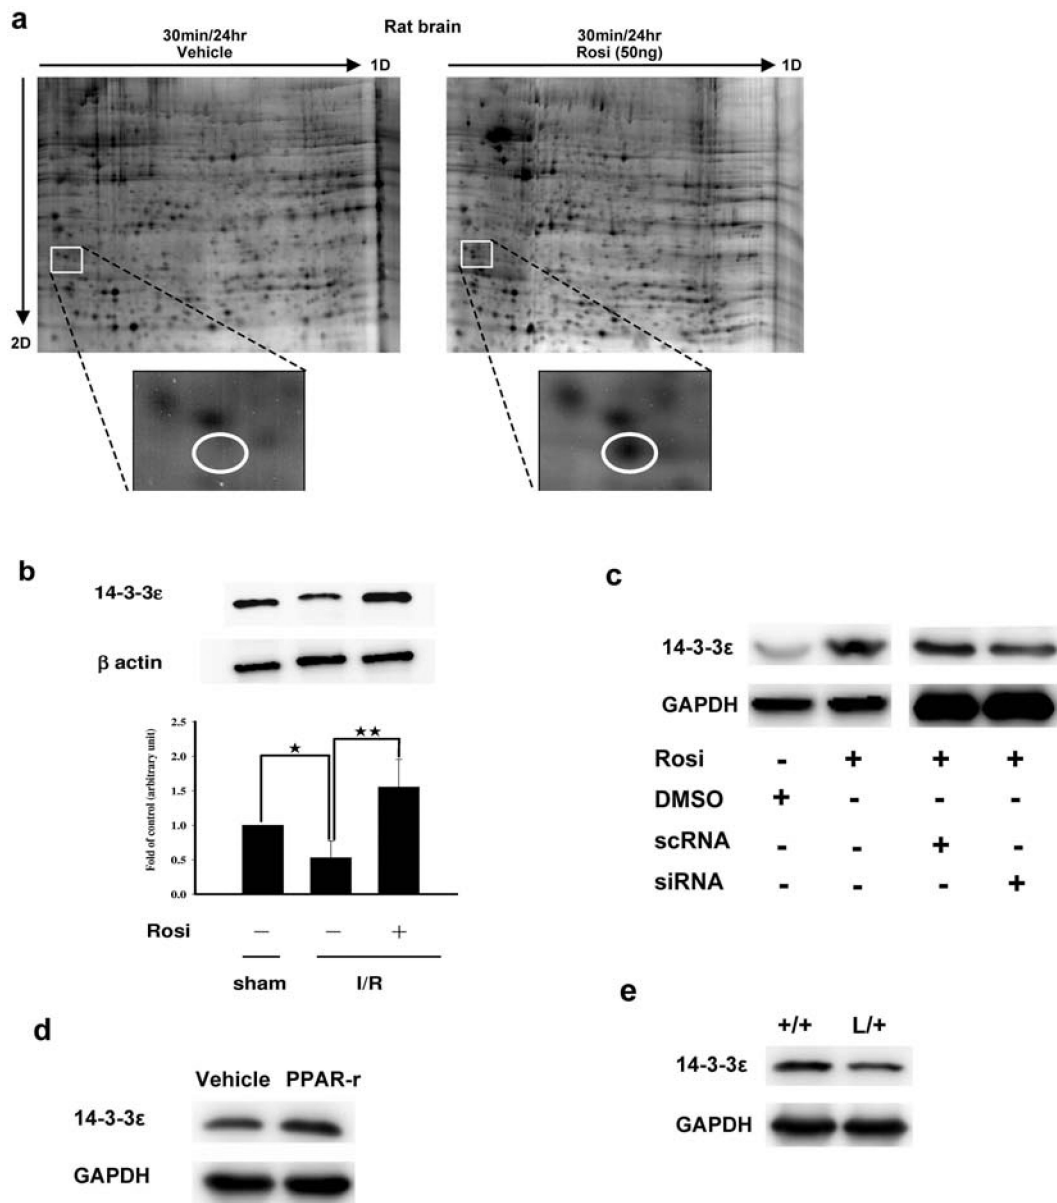 a
Rat brain
30min/24hr
Vehicle
1D
30min/24hr
Rosi (50ng)
1D
2D
b
14-3-3ε
β actin
Fold of control (arbitrary unit)
2.5
2.0
1.5
1.0
0.5
0.0
★
★★
Rosi − − +
sham I/R
c
14-3-3ε
GAPDH
Rosi - + + +
DMSO + - - -
scRNA - - + -
siRNA - - - +
d
Vehicle PPAR-r
14-3-3ε
GAPDH
e
+/+ L/+
14-3-3ε
GAPDH